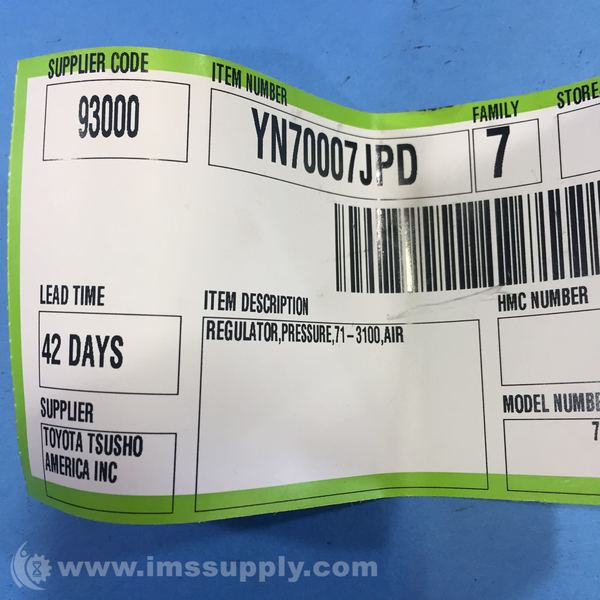 SUPPLIER CODE
ITEM NUMBER
FAMILY
STORE
93000
YN70007JPD
7
LEAD TIME
ITEM DESCRIPTION
HMC NUMBER
42 DAYS
REGULATOR,PRESSURE,71-3100,AIR
SUPPLIER
MODEL NUMBE
TOYOTA TSUSHO
AMERICA INC
7
www.imssupply.com